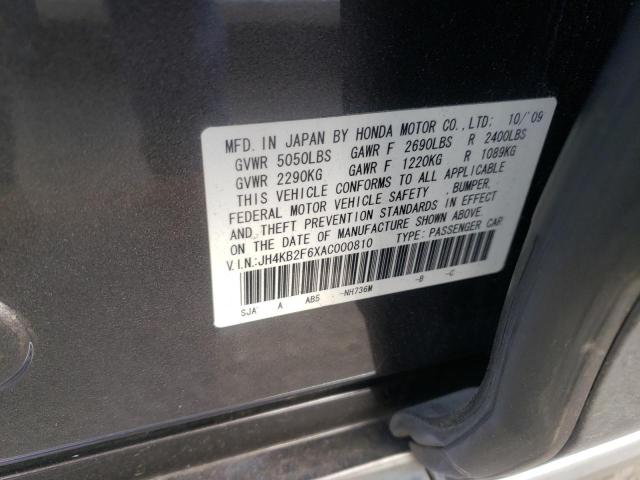 MFD. IN JAPAN BY HONDA MOTOR CO.,LTD: 10/'09
GVWR 5050LBS GAWR F 2690LBS R 2400LBS
GVWR 2290KG GAWR F 1220KG R 1089KG
THIS VEHICLE CONFORMS TO ALL APPLICABLE
FEDERAL MOTOR VEHICLE SAFETY, BUMPER,
AND THEFT PREVENTION STANDARDS IN EFFECT
ON THE DATE OF MANUFACTURE SHOWN ABOVE.
V.I.N.:JH4KB2F6XAC000810 TYPE: PASSENGER CAR
SJA A AB5 -NH736M -B -C